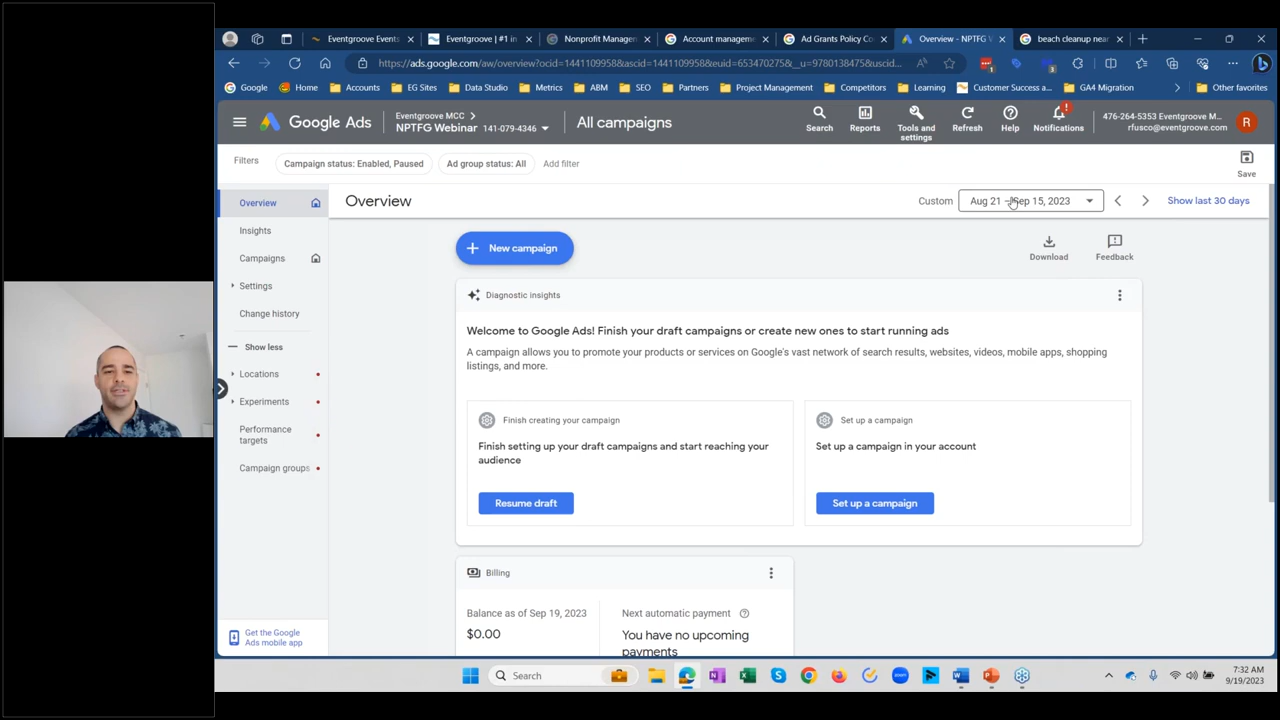 Eventgroove Events
Eventgroove | #1 in
Nonprofit Manage
Account manageme
Ad Grants Policy Co
Overview - NPTFG V
beach cleanup near
https://ads.google.com/aw/overview?ocid=1441109958&ascid=1441109958&euid=653470275&__u=9780138475&uscid...
Google
Home
Accounts
EG Sites
Data Studio
Metrics
ABM
SEO
Partners
Project Management
Competitors
Learning
Customer Success a...
GA4 Migration
Other favorites
Google Ads
Eventgroove MCC
NPTFG Webinar 141-079-4346
All campaigns
Search
Reports
Tools and
settings
Refresh
Help
Notifications
476-264-5353 Eventgroove M...
rfusco@eventgroove.com
R
Filters
Campaign status: Enabled, Paused
Ad group status: All
Add filter
Save
Overview
Insights
Campaigns
Settings
Change history
Show less
Locations
Experiments
Performance
targets
Campaign groups
Get the Google
Ads mobile app
Overview
Custom
Aug 21 – Sep 15, 2023
Show last 30 days
New campaign
Download
Feedback
Diagnostic insights
Welcome to Google Ads! Finish your draft campaigns or create new ones to start running ads
A campaign allows you to promote your products or services on Google's vast network of search results, websites, videos, mobile apps, shopping
listings, and more.
Finish creating your campaign
Finish setting up your draft campaigns and start reaching your
audience
Resume draft
Set up a campaign
Set up a campaign in your account
Set up a campaign
Billing
Balance as of Sep 19, 2023
$0.00
Next automatic payment
You have no upcoming
payments
Search
7:32 AM
9/19/2023